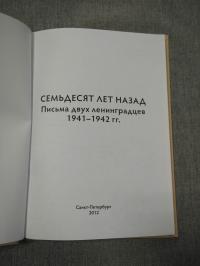 СЕМЬДЕСЯТ ЛЕТ НАЗАД
Письма двух ленинградцев
1941–1942 гг.
Санкт-Петербург
2012